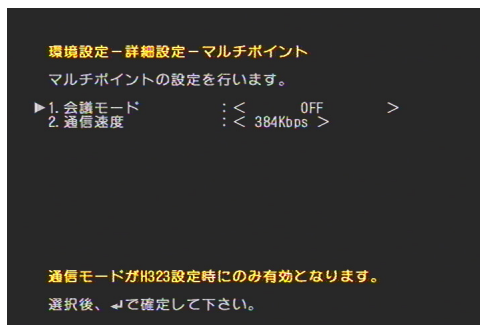 環境設定－詳細設定－マルチポイント
マルチポイントの設定を行います。
▶1.会議モード :< OFF >
2.通信速度 :< 384Kbps >
通信モードがH323設定時にのみ有効となります。
選択後、↲で確定して下さい。